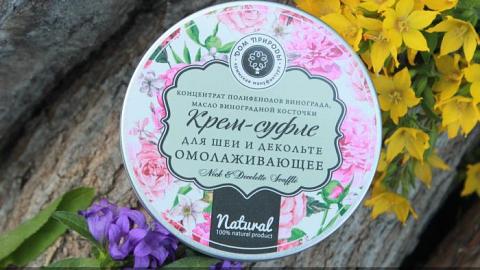 ДОМ ПРИРОДЫ
КОНЦЕНТРАТ ПОЛИФЕНОЛОВ ВИНОГРАДА,
МАСЛО ВИНОГРАДНОЙ КОСТОЧКИ
Крем-суфле
ДЛЯ ШЕИ И ДЕКОЛЬТЕ
ОМОЛАЖИВАЮЩЕЕ
Neck & Decolette Souffle
Natural
100% natural product